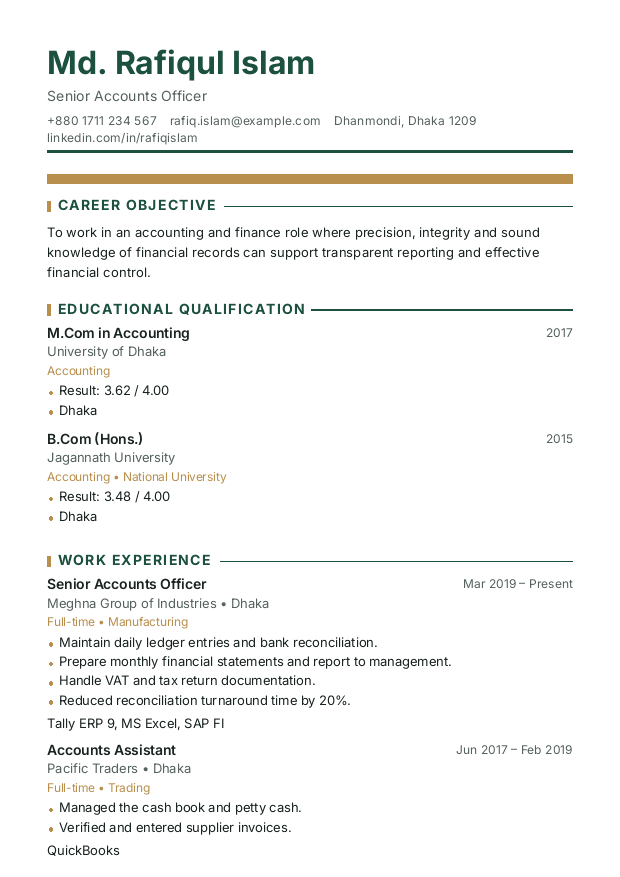 Md. Rafiqul Islam
Senior Accounts Officer
+880 1711 234 567 rafiq.islam@example.com Dhanmondi, Dhaka 1209
linkedin.com/in/rafiqislam
CAREER OBJECTIVE
To work in an accounting and finance role where precision, integrity and sound
knowledge of financial records can support transparent reporting and effective
financial control.
EDUCATIONAL QUALIFICATION
M.Com in Accounting 2017
University of Dhaka
Accounting
• Result: 3.62 / 4.00
• Dhaka
B.Com (Hons.) 2015
Jagannath University
Accounting • National University
• Result: 3.48 / 4.00
• Dhaka
WORK EXPERIENCE
Senior Accounts Officer Mar 2019 – Present
Meghna Group of Industries • Dhaka
Full-time • Manufacturing
• Maintain daily ledger entries and bank reconciliation.
• Prepare monthly financial statements and report to management.
• Handle VAT and tax return documentation.
• Reduced reconciliation turnaround time by 20%.
Tally ERP 9, MS Excel, SAP FI
Accounts Assistant Jun 2017 – Feb 2019
Pacific Traders • Dhaka
Full-time • Trading
• Managed the cash book and petty cash.
• Verified and entered supplier invoices.
QuickBooks